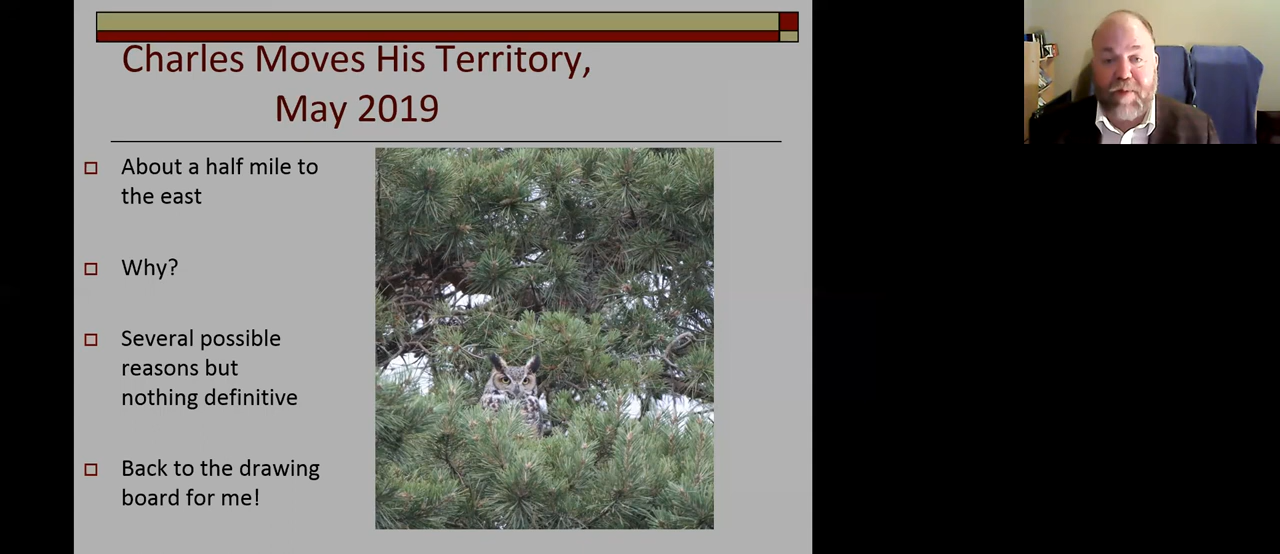 Charles Moves His Territory,
May 2019
About a half mile to
the east
Why?
Several possible
reasons but
nothing definitive
Back to the drawing
board for me!